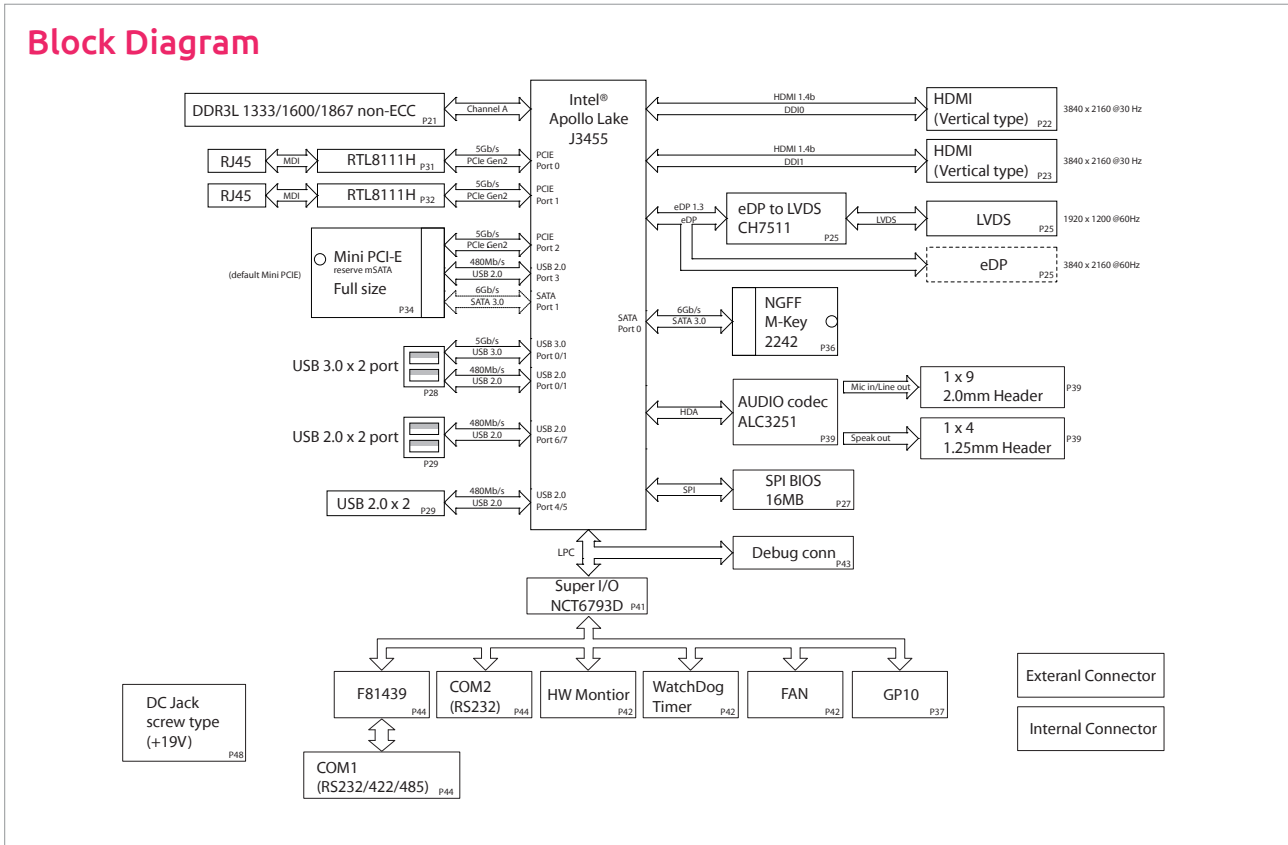 Block Diagram
Intel®
Apollo Lake
J3455
DDR3L 1333/1600/1867 non-ECC
P21
Channel A
RJ45
MDI
RTL8111H
P31
5Gb/s
PCIe Gen2
PCIE
Port 0
RJ45
MDI
RTL8111H
P32
5Gb/s
PCIe Gen2
PCIE
Port 1
(default Mini PCIE)
Mini PCI-E
reserve mSATA
Full size
P34
5Gb/s
PCIe Gen2
PCIE
Port 2
480Mb/s
USB 2.0
USB 2.0
Port 3
6Gb/s
SATA 3.0
SATA
Port 1
USB 3.0 x 2 port
P28
5Gb/s
USB 3.0
USB 3.0
Port 0/1
480Mb/s
USB 2.0
USB 2.0
Port 0/1
USB 2.0 x 2 port
P29
480Mb/s
USB 2.0
USB 2.0
Port 6/7
USB 2.0 x 2
P29
480Mb/s
USB 2.0
USB 2.0
Port 4/5
HDMI 1.4b
DDI0
HDMI
(Vertical type)
P22
3840 x 2160 @30 Hz
HDMI 1.4b
DDI1
HDMI
(Vertical type)
P23
3840 x 2160 @30 Hz
eDP 1.3
eDP
eDP to LVDS
CH7511
P25
LVDS
LVDS
P25
1920 x 1200 @60Hz
eDP
P25
3840 x 2160 @60Hz
SATA
Port 0
6Gb/s
SATA 3.0
NGFF
M-Key
2242
P36
HDA
AUDIO codec
ALC3251
P39
Mic in/Line out
1 x 9
2.0mm Header
P39
Speak out
1 x 4
1.25mm Header
P39
SPI
SPI BIOS
16MB
P27
LPC
Debug conn
P43
Super I/O
NCT6793D
P41
F81439
P44
COM2
(RS232)
P44
HW Montior
P42
WatchDog
Timer
P42
FAN
P42
GP10
P37
COM1
(RS232/422/485)
P44
DC Jack
screw type
(+19V)
P48
Exteranl Connector
Internal Connector